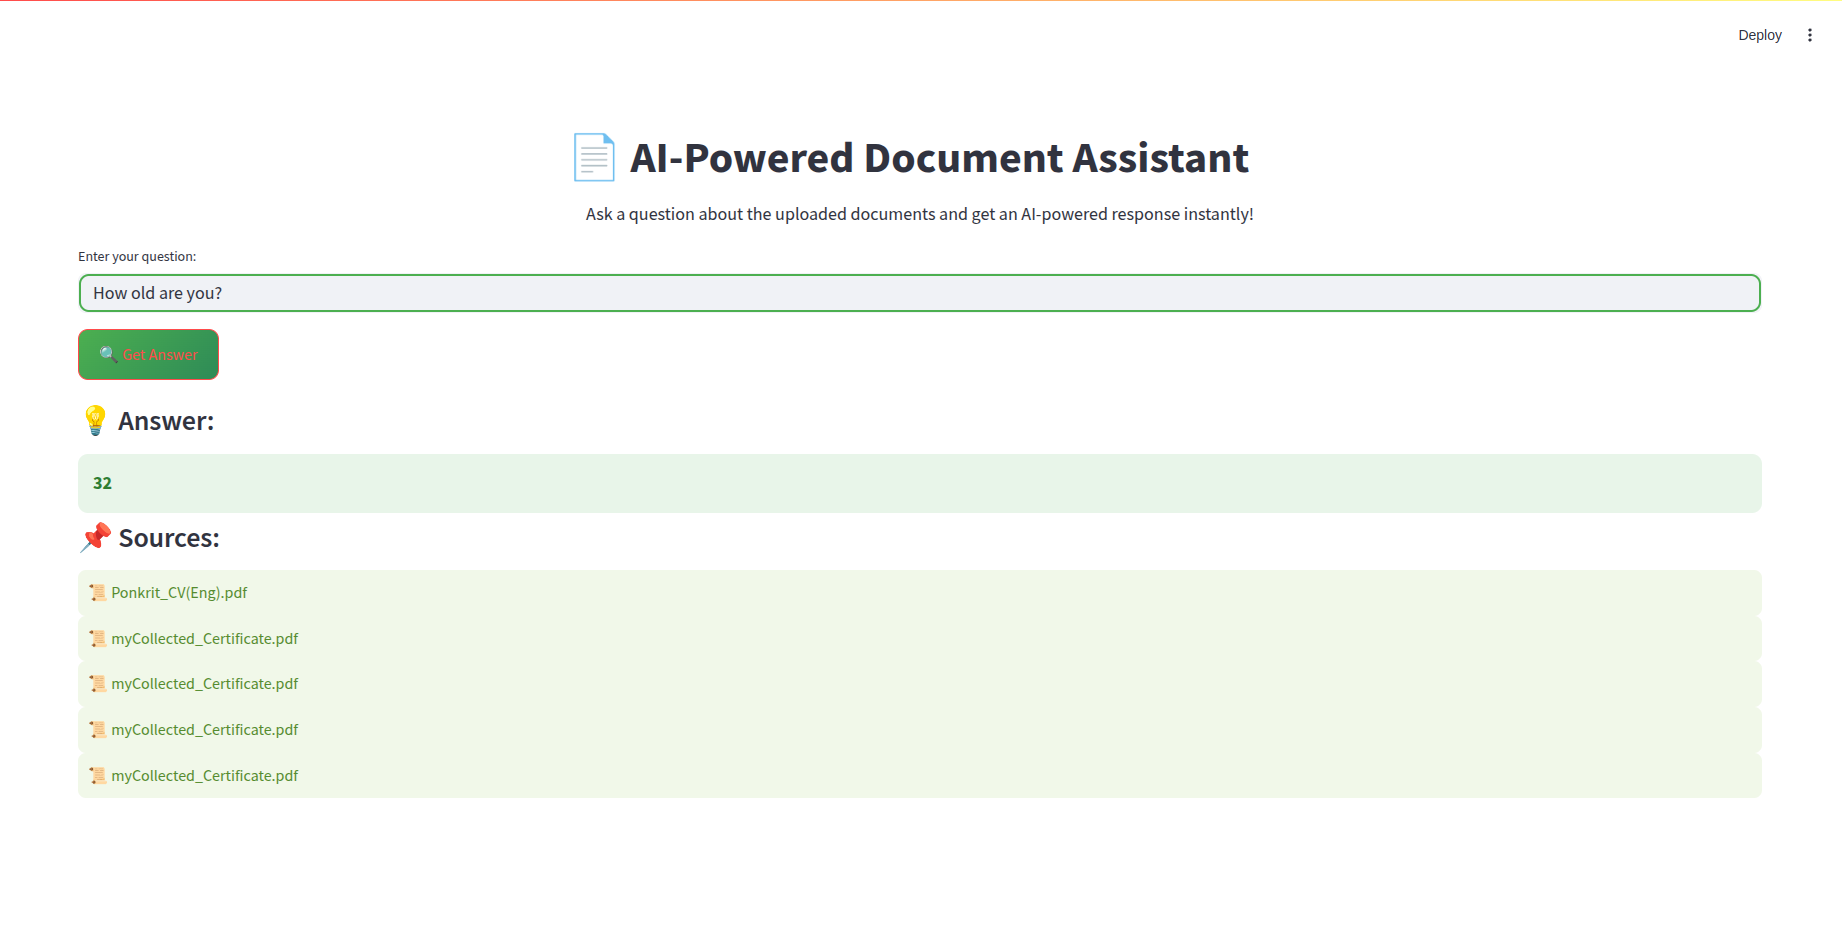 Deploy
📄 AI-Powered Document Assistant
Ask a question about the uploaded documents and get an AI-powered response instantly!
Enter your question:
How old are you?
🔍 Get Answer
💡 Answer:
32
📌 Sources:
📜 Ponkrit_CV(Eng).pdf
📜 myCollected_Certificate.pdf
📜 myCollected_Certificate.pdf
📜 myCollected_Certificate.pdf
📜 myCollected_Certificate.pdf